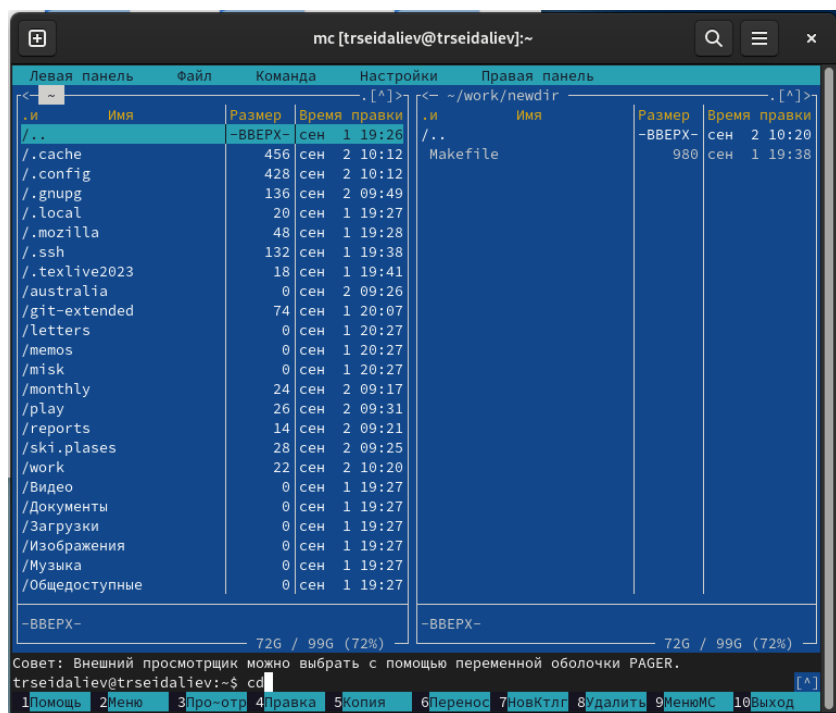 mc [trseidaliev@trseidaliev]:~
Левая панель Файл Команда Настройки Правая панель
<— ~ .[^]> <— ~/work/newdir .[^]>
.и Имя Размер Время правки .и Имя Размер Время правки
/.. -ВВЕРХ- сен 1 19:26 /.. -ВВЕРХ- сен 2 10:20
/.cache 456 сен 2 10:12 Makefile 980 сен 1 19:38
/.config 428 сен 2 10:12
/.gnupg 136 сен 2 09:49
/.local 20 сен 1 19:27
/.mozilla 48 сен 1 19:28
/.ssh 132 сен 1 19:38
/.texlive2023 18 сен 1 19:41
/australia 0 сен 2 09:26
/git-extended 74 сен 1 20:07
/letters 0 сен 1 20:27
/memos 0 сен 1 20:27
/misk 0 сен 1 20:27
/monthly 24 сен 2 09:17
/play 26 сен 2 09:31
/reports 14 сен 2 09:21
/ski.plases 28 сен 2 09:25
/work 22 сен 2 10:20
/Видео 0 сен 1 19:27
/Документы 0 сен 1 19:27
/Загрузки 0 сен 1 19:27
/Изображения 0 сен 1 19:27
/Музыка 0 сен 1 19:27
/Общедоступные 0 сен 1 19:27
-ВВЕРХ- -ВВЕРХ-
72G / 99G (72%) 72G / 99G (72%)
Совет: Внешний просмотрщик можно выбрать с помощью переменной оболочки PAGER.
trseidaliev@trseidaliev:~$ cd [^]
1Помощь 2Меню 3Про~отр 4Правка 5Копия 6Перенос 7НовКтлг 8Удалить 9МенюМС 10Выход